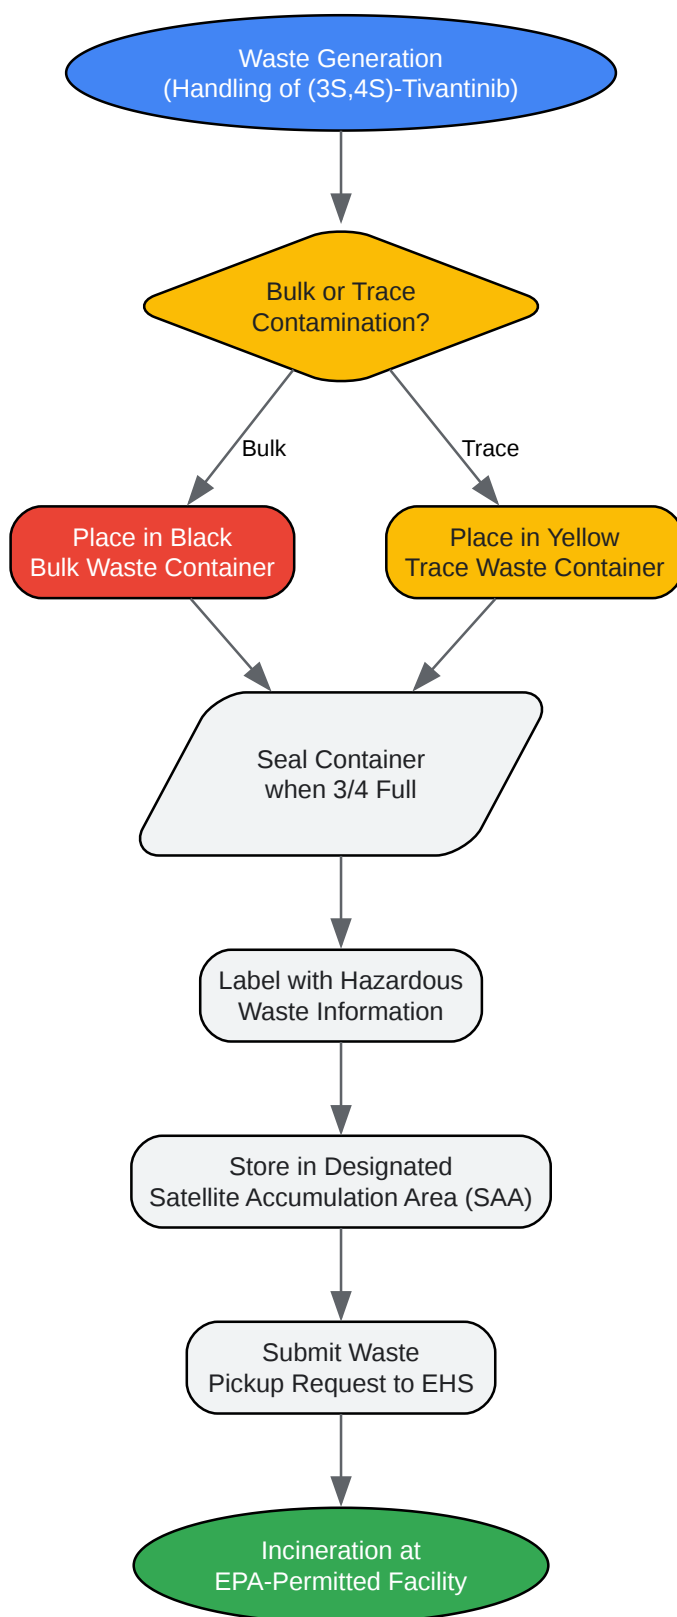 Waste Generation
(Handling of (3S,4S)-Tivantinib)
Bulk or Trace
Contamination?
Bulk
Trace
Place in Black
Bulk Waste Container
Place in Yellow
Trace Waste Container
Seal Container
when 3/4 Full
Label with Hazardous
Waste Information
Store in Designated
Satellite Accumulation Area (SAA)
Submit Waste
Pickup Request to EHS
Incineration at
EPA-Permitted Facility